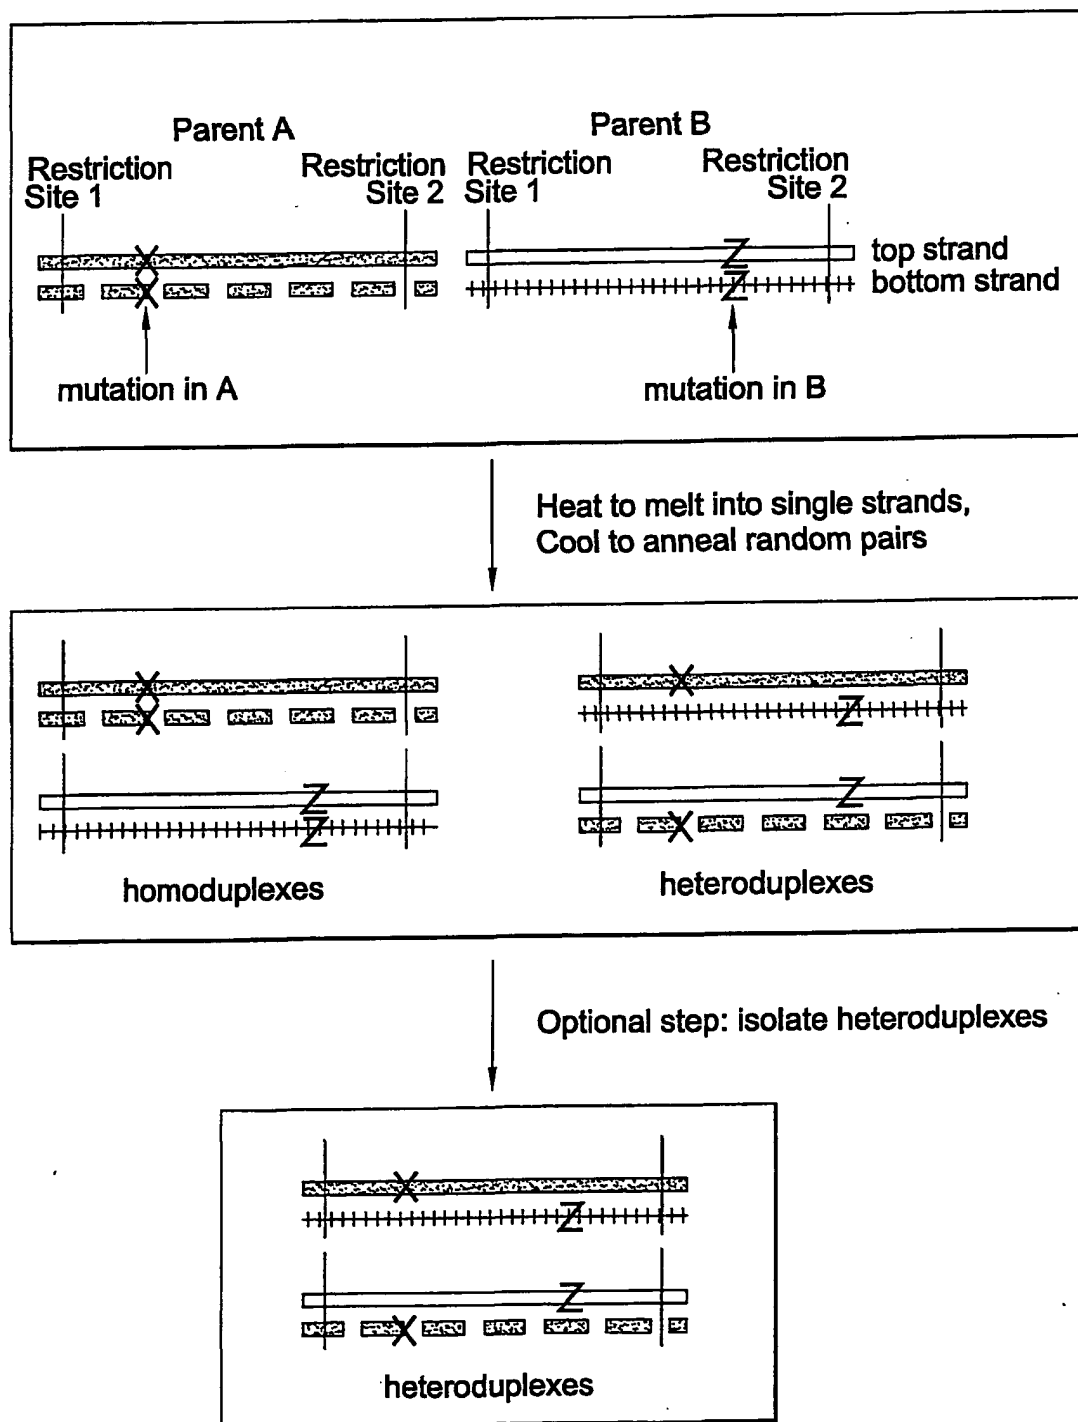 Parent A
Parent B
Restriction
Site 1
Restriction
Site 2
Restriction
Site 1
Restriction
Site 2
X
X
Z
Z
top strand
bottom strand
mutation in A
mutation in B
Heat to melt into single strands,
Cool to anneal random pairs
X
X
Z
Z
homoduplexes
X
Z
Z
X
heteroduplexes
Optional step: isolate heteroduplexes
X
Z
Z
X
heteroduplexes